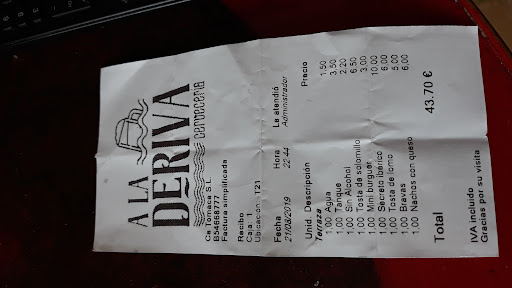 A LA
DERIVA
cervecería
Ca Terreta S.L.
B54668777
Factura simplificada
Recibo
Caja 1
Ubicación: T21
Fecha Hora Le atendió
21/08/2019 22:44 Administrador
Unid. Descripción Precio
Terraza
1,00 Agua 1.50
1,00 Tanque 3.50
1,00 Sin Alcohol 2.20
1,00 Tosta de solomillo 6.50
1,00 Mini burguer 3.00
1,00 Secreto ibérico 10.00
1,00 Tosta de lomo 6.00
1,00 Bravas 5.00
1,00 Nachos con queso 6.00
Total 43.70 €
IVA incluido
Gracias por su visita